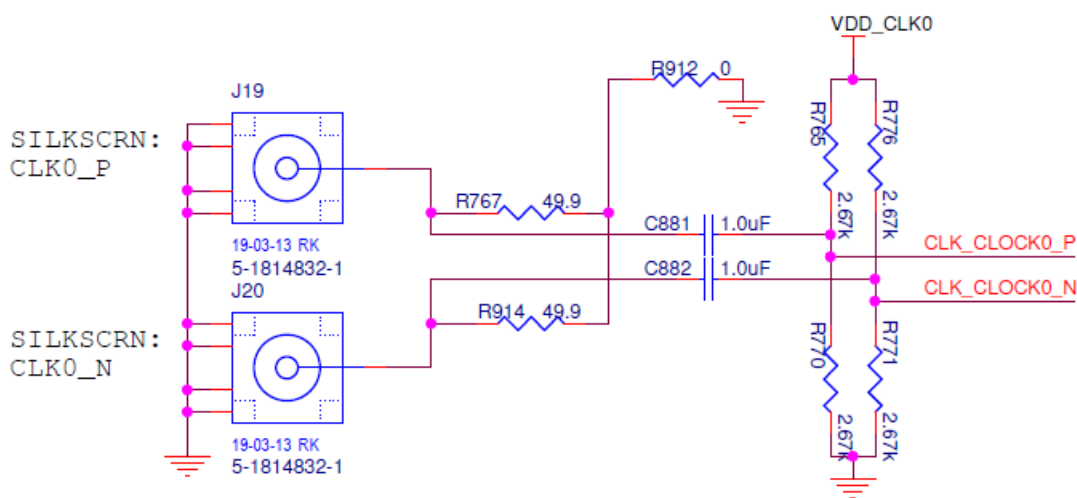 VDD_CLK0
R912 0
J19
SILKSCRN:
CLK0_P
R765
R776
R767 49.9
2.67k
2.67k
C881 1.0uF
19-03-13 RK
5-1814832-1
CLK_CLOCK0_P
C882 1.0uF
J20
CLK_CLOCK0_N
R914 49.9
SILKSCRN:
CLK0_N
R770
R771
2.67k
2.67k
19-03-13 RK
5-1814832-1